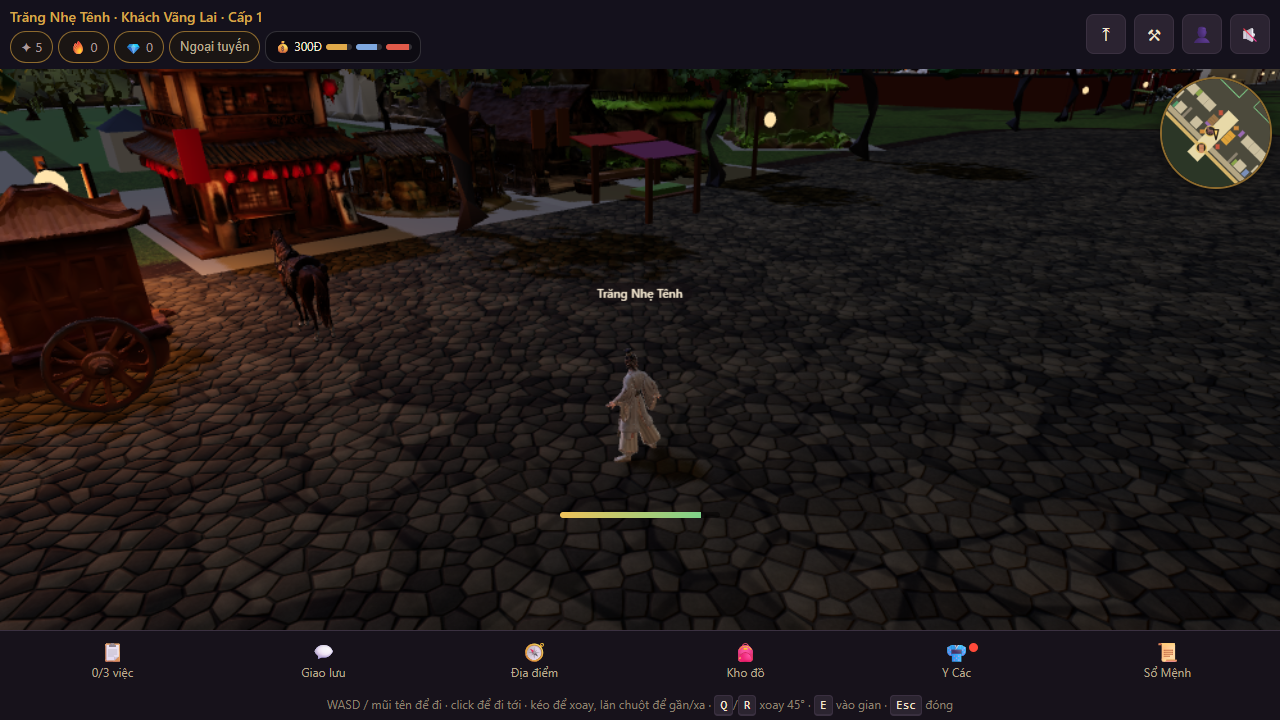 Trăng Nhẹ Tênh · Khách Vãng Lai · Cấp 1
✦ 5 🔥 0 💎 0 Ngoại tuyến 💰 300Đ
Trăng Nhẹ Tênh
0/3 việc Giao lưu Địa điểm Kho đồ Y Các Sổ Mệnh
WASD / mũi tên để đi · click để đi tới · kéo để xoay, lăn chuột để gần/xa · Q/R xoay 45° · E vào gian · Esc đóng